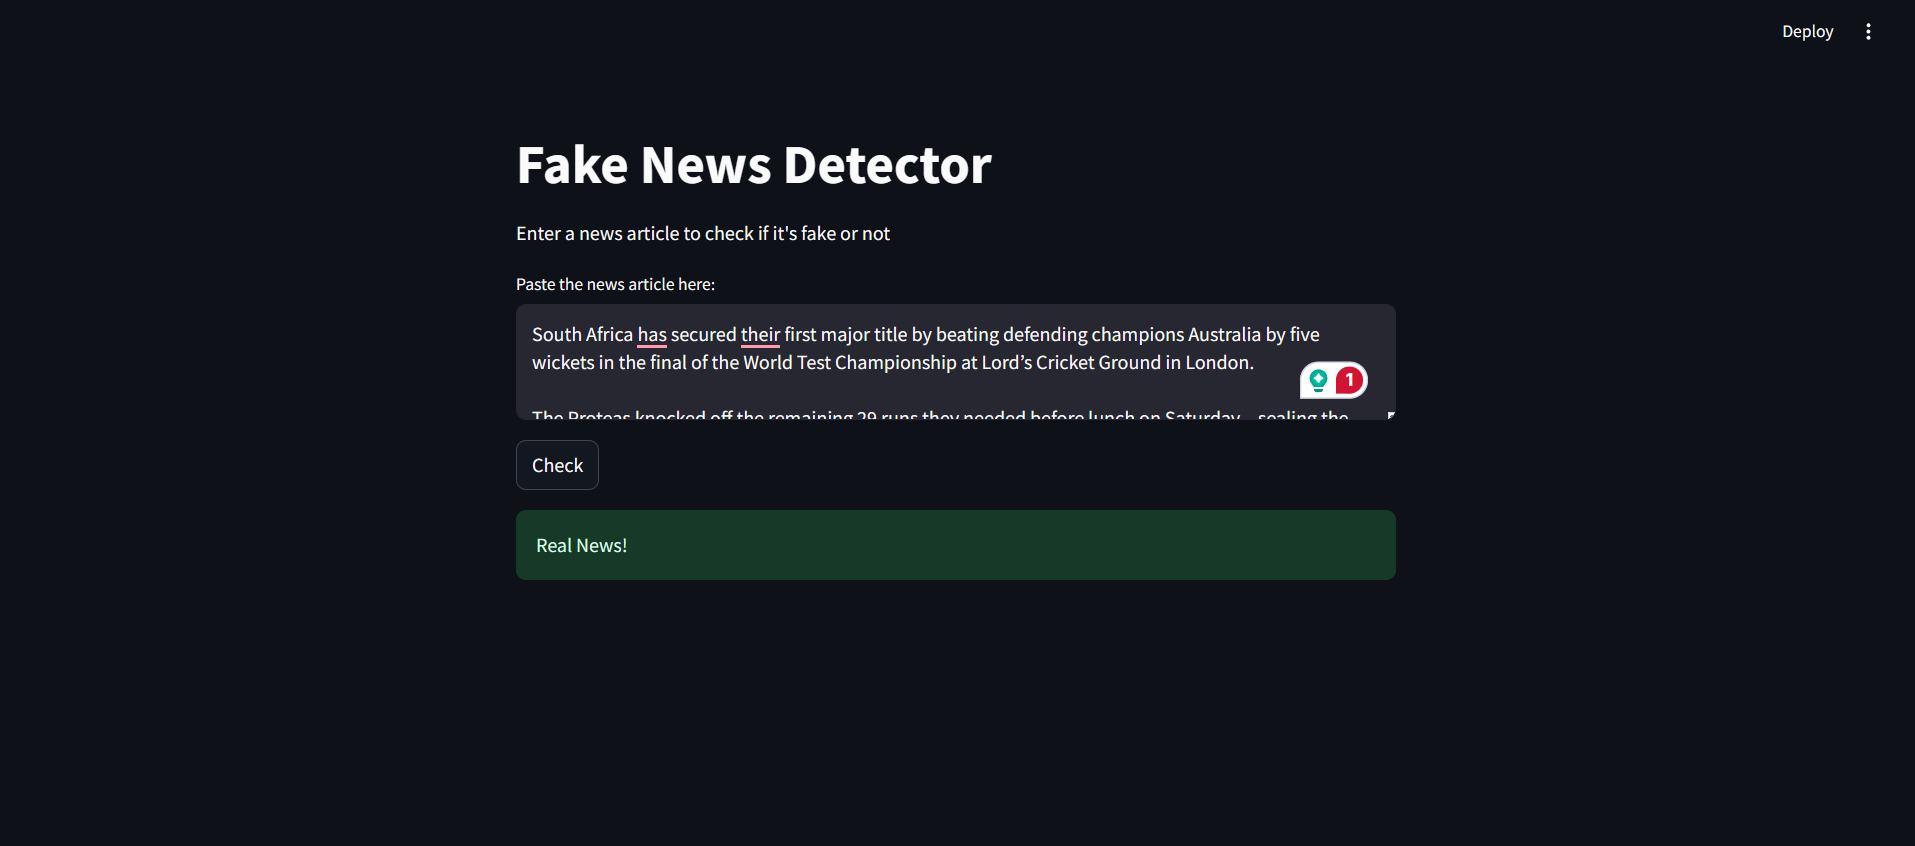 Deploy
Fake News Detector
Enter a news article to check if it's fake or not
Paste the news article here:
South Africa has secured their first major title by beating defending champions Australia by five
wickets in the final of the World Test Championship at Lord’s Cricket Ground in London.
1
The Proteas knocked off the remaining 29 runs they needed before lunch on Saturday – sealing the
Check
Real News!